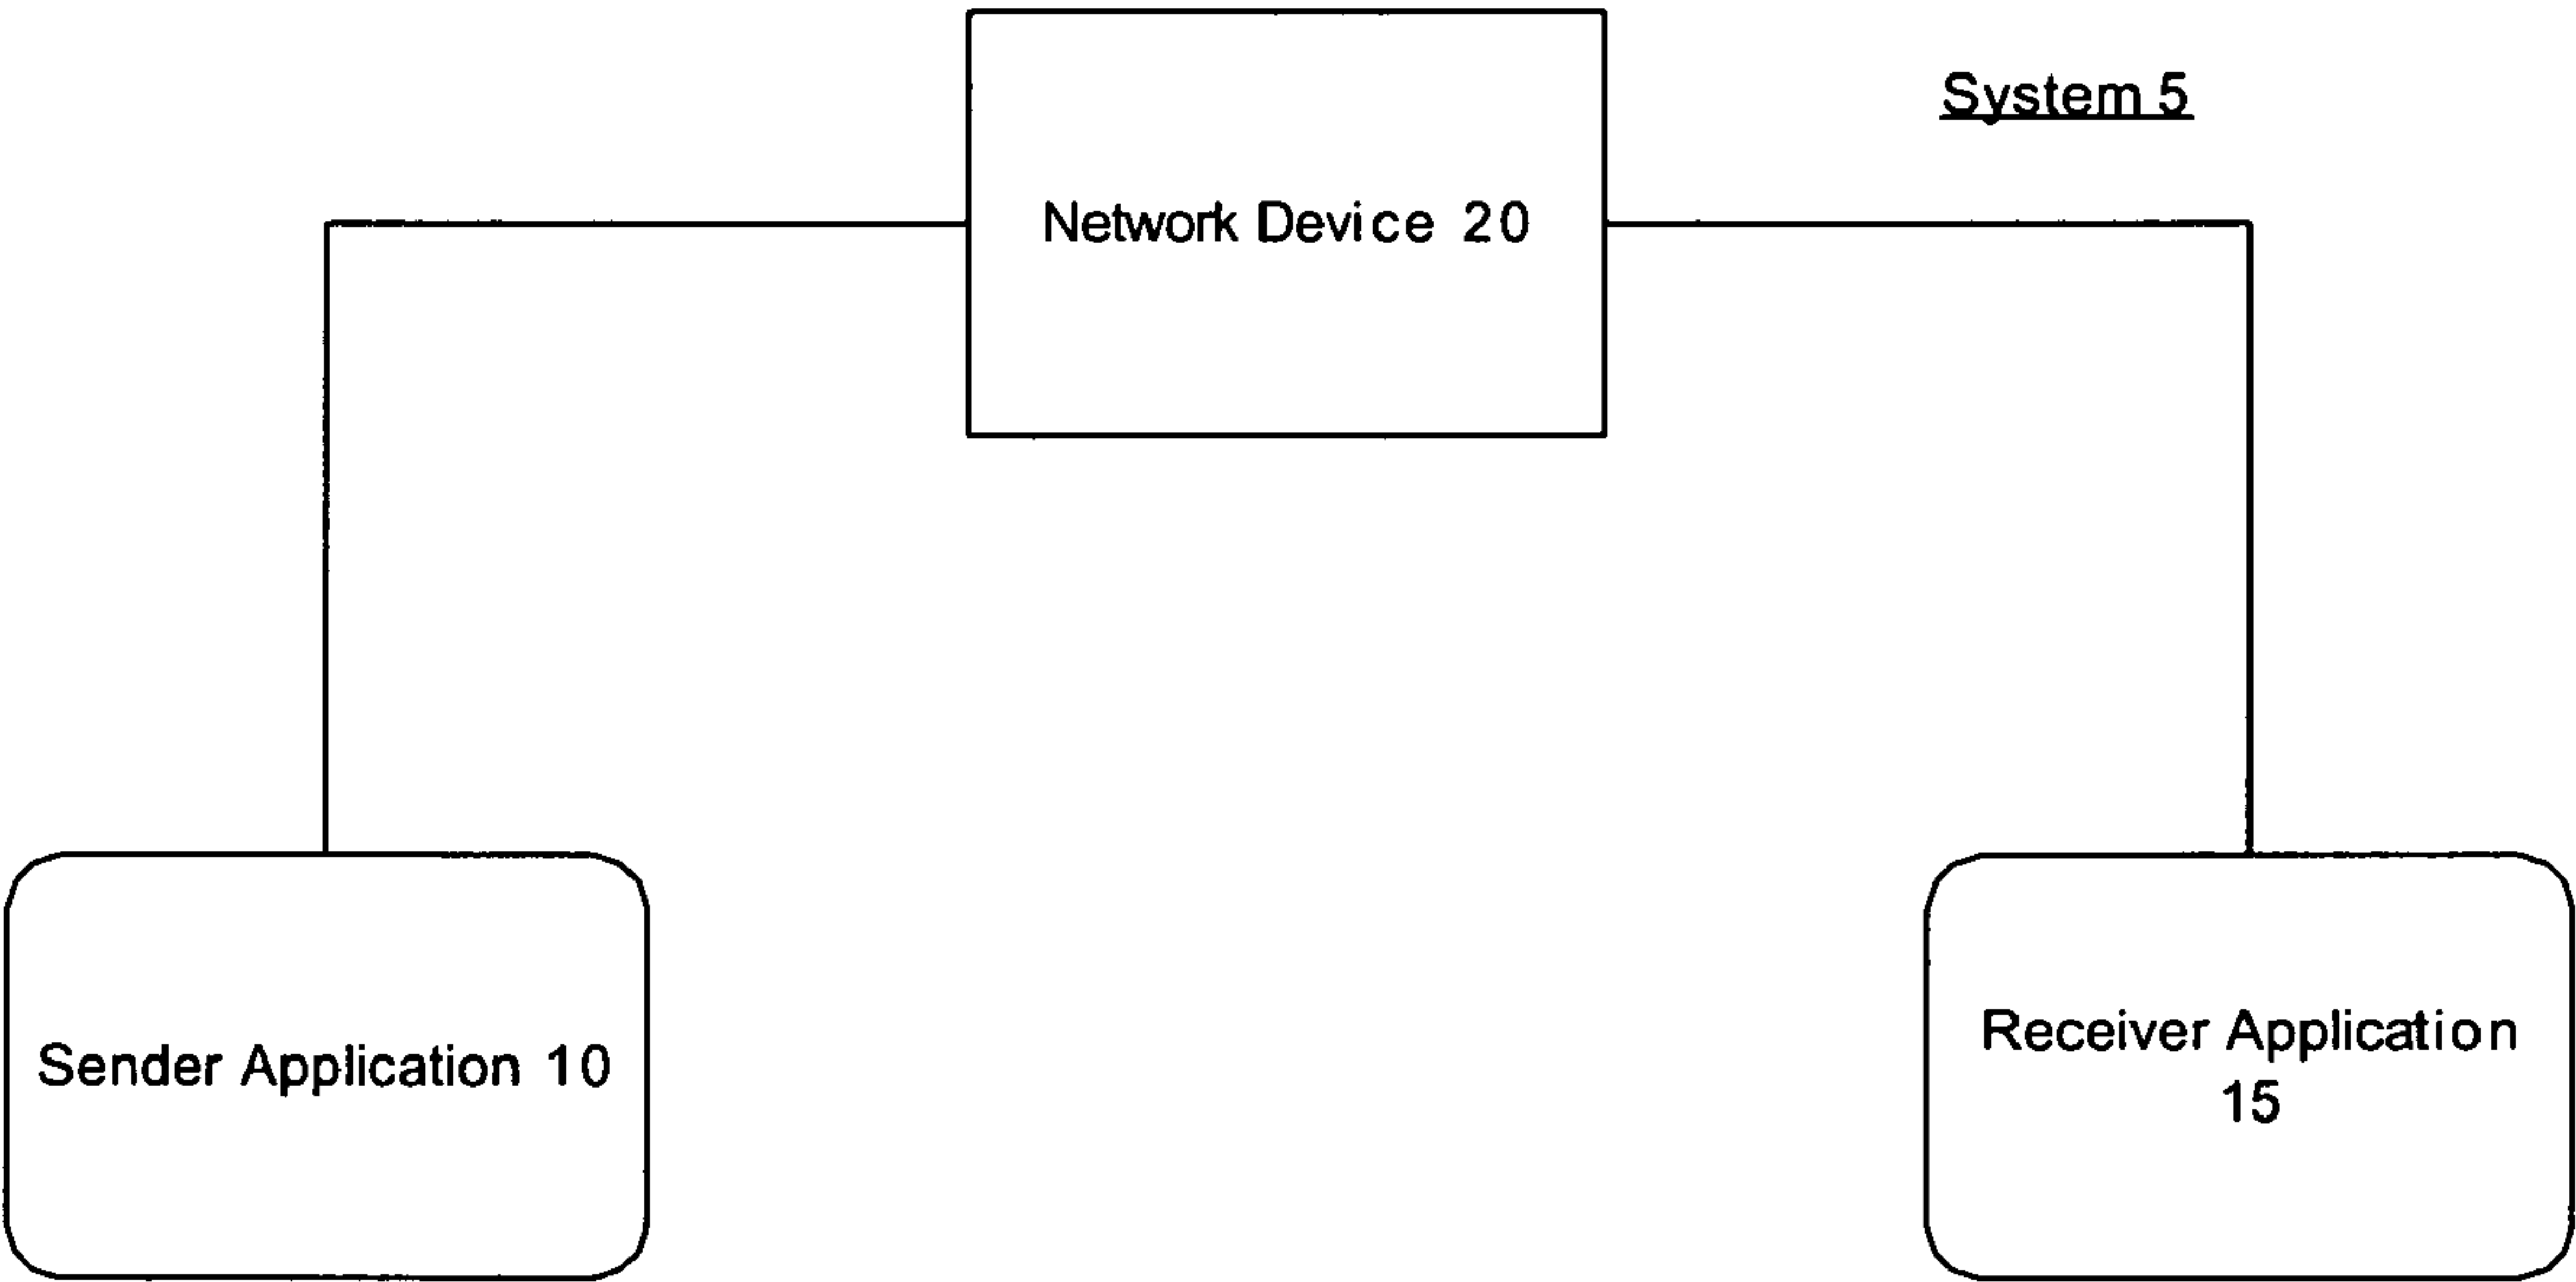 System 5
Network Device 20
Sender Application 10
Receiver Application
15